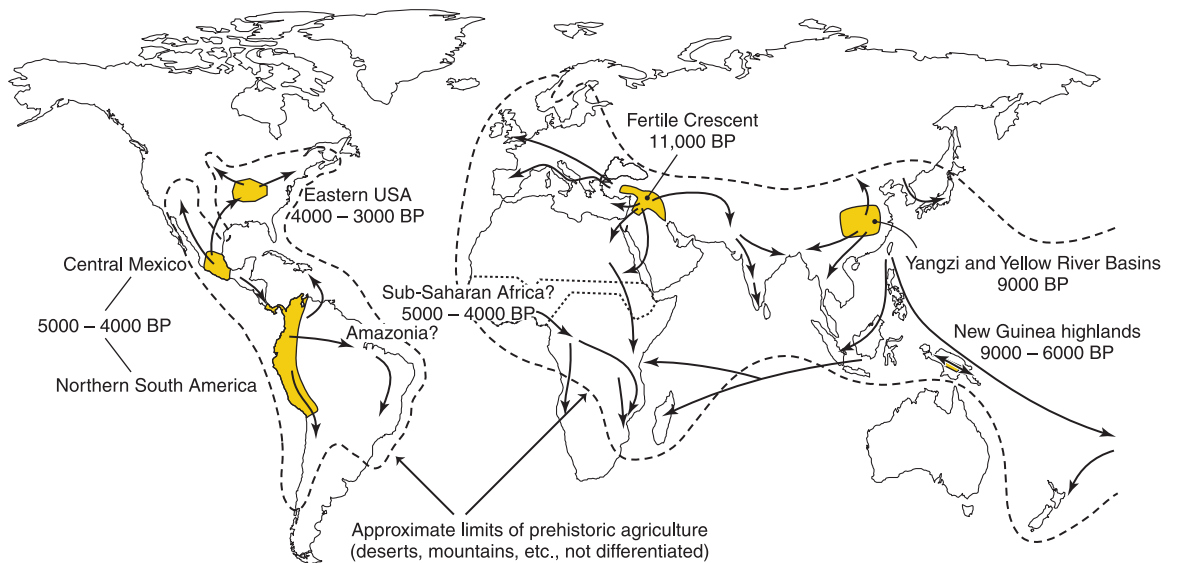 Fertile Crescent
11,000 BP
Eastern USA
4000 – 3000 BP
Central Mexico
5000 – 4000 BP
Northern South America
Amazonia?
Sub-Saharan Africa?
5000 – 4000 BP
Yangzi and Yellow River Basins
9000 BP
New Guinea highlands
9000 – 6000 BP
Approximate limits of prehistoric agriculture
(deserts, mountains, etc., not differentiated)